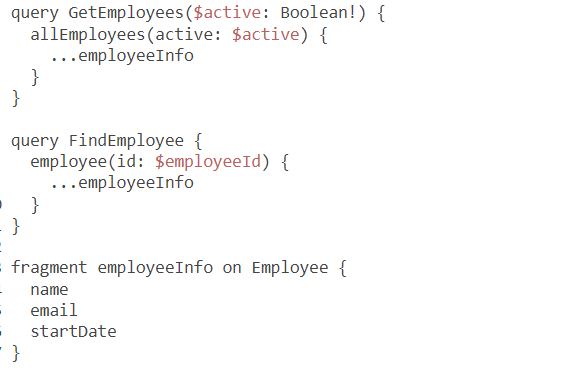 query GetEmployees($active: Boolean!) {
  allEmployees(active: $active) {
    ...employeeInfo
  }
}

query FindEmployee {
  employee(id: $employeeId) {
    ...employeeInfo
  }
}

fragment employeeInfo on Employee {
  name
  email
  startDate
}